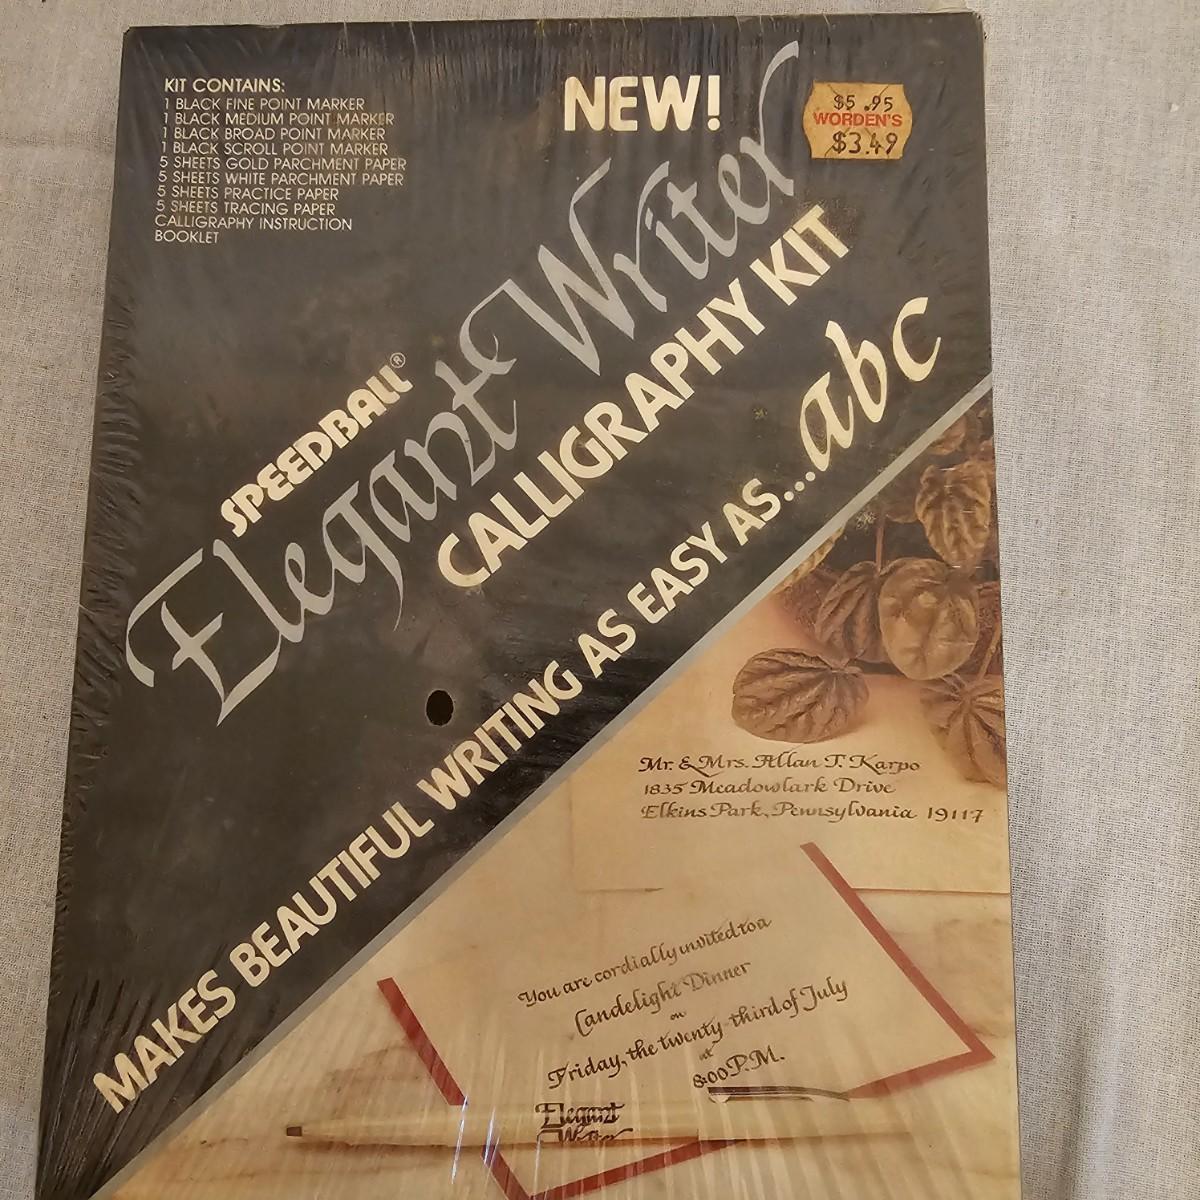 KIT CONTAINS:
1 BLACK FINE POINT MARKER
1 BLACK MEDIUM POINT MARKER
1 BLACK BROAD POINT MARKER
1 BLACK SCROLL POINT MARKER
5 SHEETS GOLD PARCHMENT PAPER
5 SHEETS WHITE PARCHMENT PAPER
5 SHEETS PRACTICE PAPER
5 SHEETS TRACING PAPER
CALLIGRAPHY INSTRUCTION
BOOKLET
NEW!
$5.95
WORDEN'S
$3.49
SPEEDBALL®
Elegant Writer
CALLIGRAPHY KIT
MAKES BEAUTIFUL WRITING AS EASY AS...abc
Mr. & Mrs. Allan T. Karpo
1835 Meadowlark Drive
Elkins Park, Pennsylvania 19117
You are cordially invited to a
Candlelight Dinner
on
Friday, the twenty-third of July
at
8:00 P.M.
Elegant
Writer